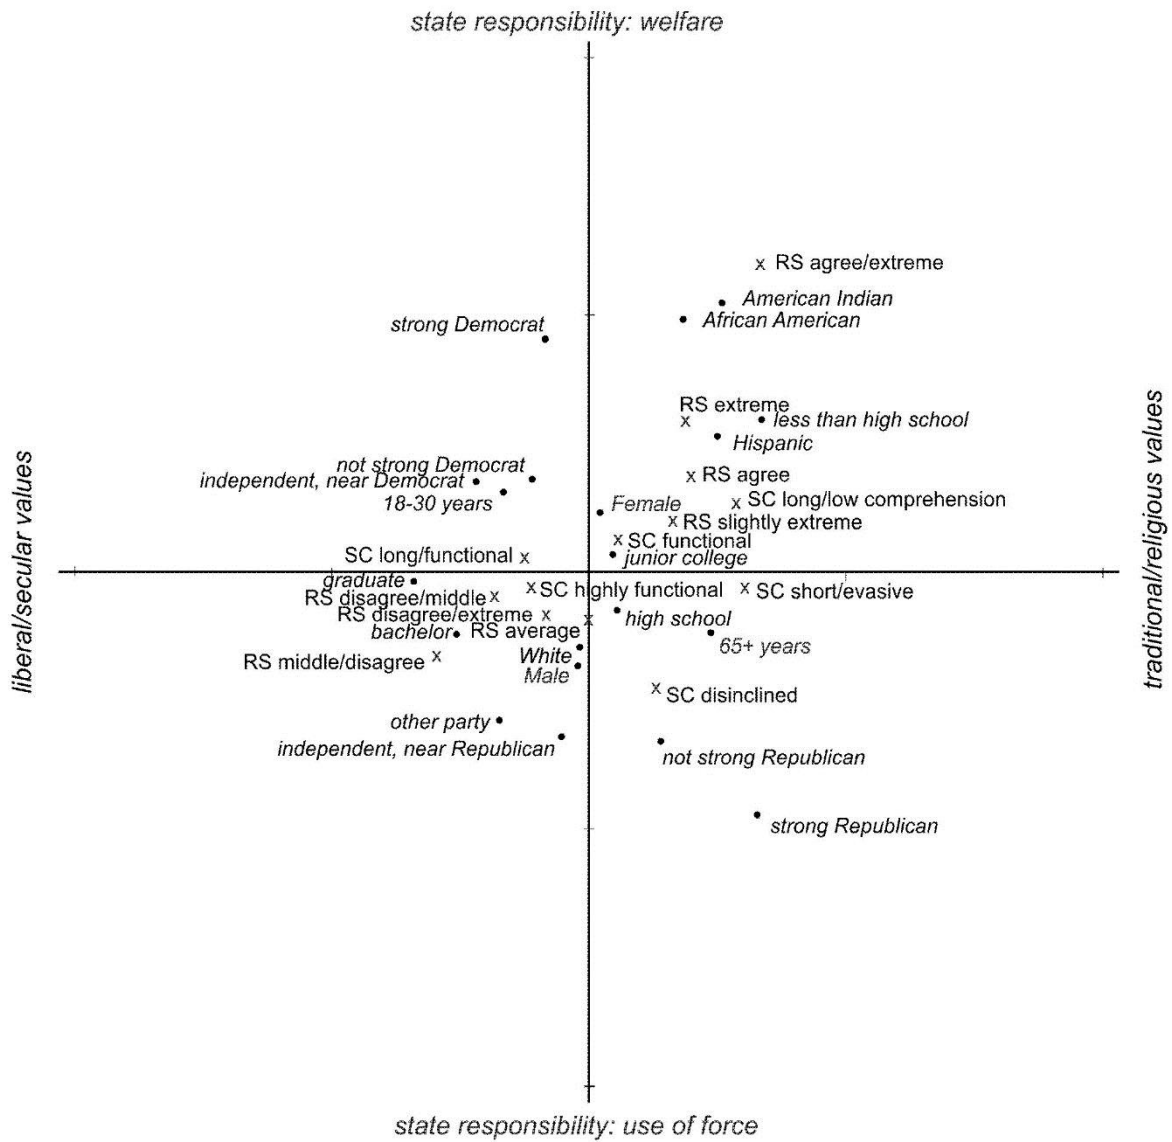 state responsibility: welfare
RS agree/extreme
American Indian
African American
strong Democrat
RS extreme
less than high school
Hispanic
not strong Democrat
independent, near Democrat
RS agree
18-30 years
SC long/low comprehension
Female
RS slightly extreme
SC functional
SC long/functional
junior college
liberal/secular values
traditional/religious values
graduate
SC highly functional
SC short/evasive
RS disagree/middle
RS disagree/extreme
high school
bachelor
RS average
65+ years
White
RS middle/disagree
Male
SC disinclined
other party
independent, near Republican
not strong Republican
strong Republican
state responsibility: use of force